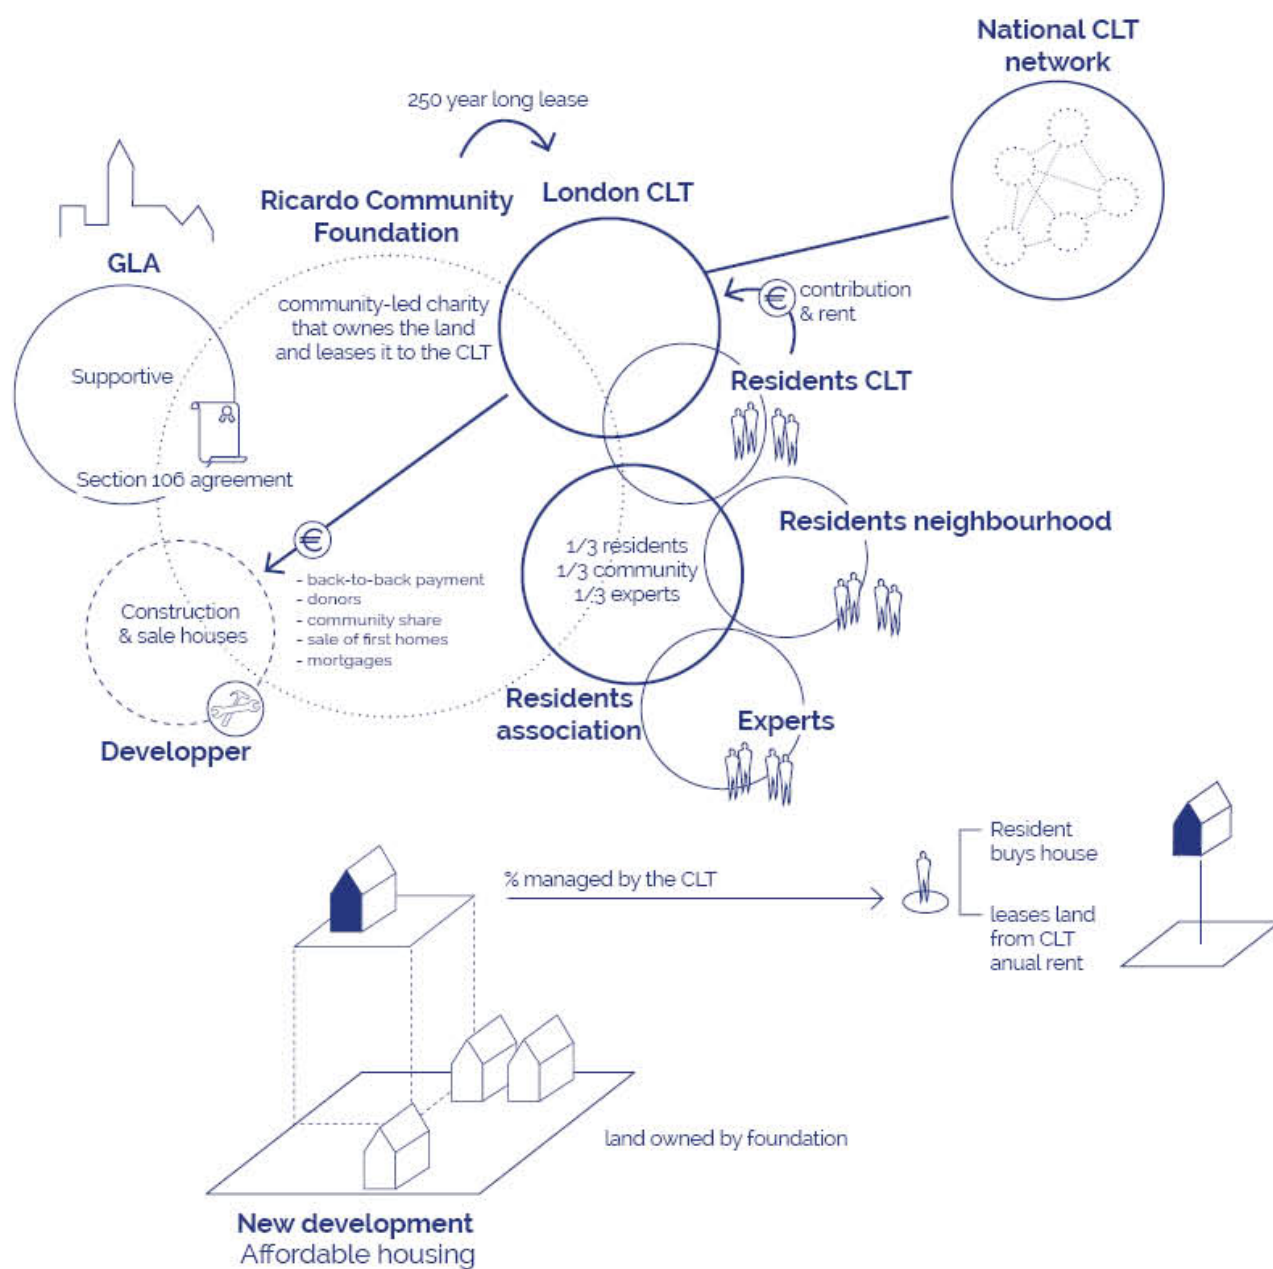 National CLT
network
250 year long lease
London CLT
Ricardo Community
Foundation
GLA
community-led charity
that ownes the land
and leases it to the CLT
€
contribution
& rent
Supportive
Residents CLT
Section 106 agreement
Residents neighbourhood
€
1/3 residents
1/3 community
1/3 experts
- back-to-back payment
- donors
- community share
- sale of first homes
- mortgages
Construction
& sale houses
Residents
association
Experts
Developper
Resident
buys house
% managed by the CLT
leases land
from CLT
anual rent
land owned by foundation
New development
Affordable housing